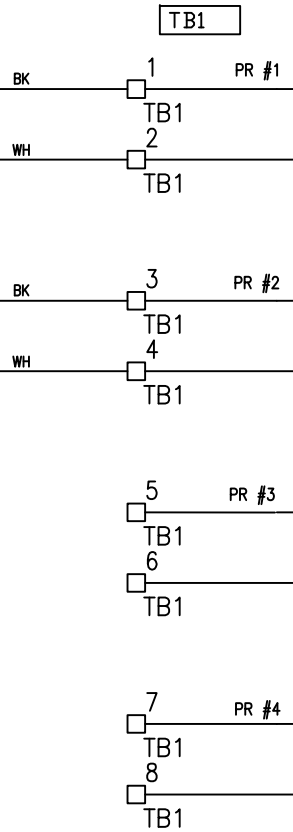 TB1
1 PR #1
BK
TB1
2
WH
TB1
3 PR #2
BK
TB1
4
WH
TB1
5 PR #3
TB1
6
TB1
7 PR #4
TB1
8
TB1